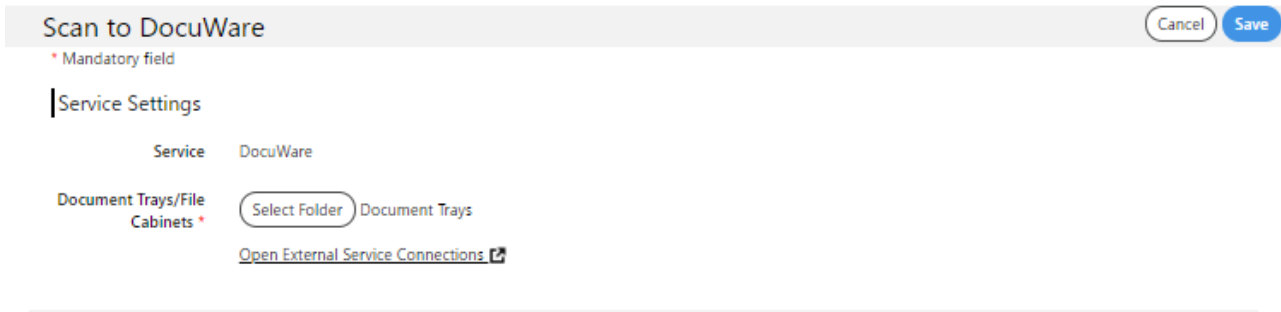 Scan to DocuWare
Cancel
Save
* Mandatory field
Service Settings
Service DocuWare
Document Trays/File
Cabinets *
Select Folder Document Trays
Open External Service Connections